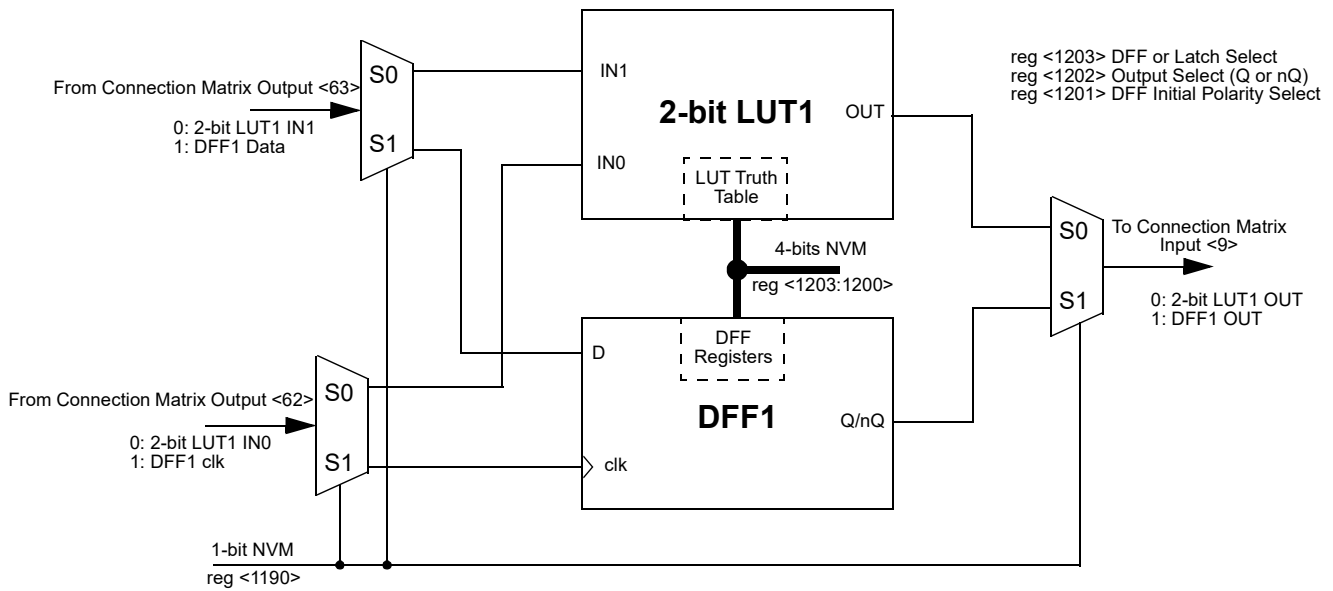 From Connection Matrix Output <63>
0: 2-bit LUT1 IN1
1: DFF1 Data
S0
S1
IN1
IN0
2-bit LUT1
OUT
LUT Truth
Table
reg <1203> DFF or Latch Select
reg <1202> Output Select (Q or nQ)
reg <1201> DFF Initial Polarity Select
4-bits NVM
reg <1203:1200>
S0
S1
To Connection Matrix
Input <9>
0: 2-bit LUT1 OUT
1: DFF1 OUT
From Connection Matrix Output <62>
0: 2-bit LUT1 IN0
1: DFF1 clk
S0
S1
D
clk
DFF
Registers
DFF1
Q/nQ
1-bit NVM
reg <1190>